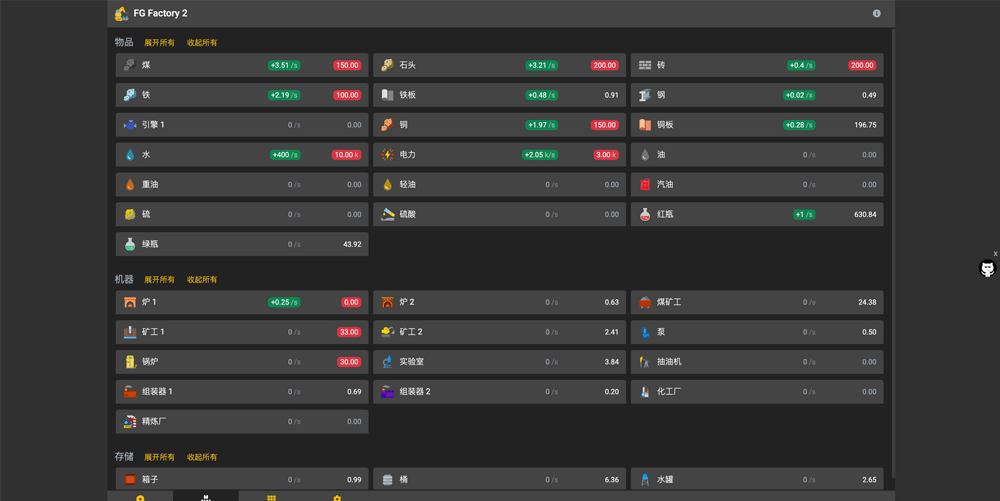 FG Factory 2
物品 展开所有 收起所有
煤 +3.51 /s 150.00 石头 +3.21 /s 200.00 砖 +0.4 /s 200.00
铁 +2.19 /s 100.00 铁板 +0.48 /s 0.91 钢 +0.02 /s 0.49
引擎 1 0 /s 0.00 铜 +1.97 /s 150.00 铜板 +0.28 /s 196.75
水 +400 /s 10.00 k 电力 +2.05 k/s 3.00 k 油 0 /s 0.00
重油 0 /s 0.00 轻油 0 /s 0.00 汽油 0 /s 0.00
硫 0 /s 0.00 硫酸 0 /s 0.00 红瓶 +1 /s 630.84
绿瓶 0 /s 43.92
x
机器 展开所有 收起所有
炉 1 +0.25 /s 0.00 炉 2 0 /s 0.63 煤矿工 0 /s 24.38
矿工 1 0 /s 33.00 矿工 2 0 /s 2.41 泵 0 /s 0.50
锅炉 0 /s 30.00 实验室 0 /s 3.84 抽油机 0 /s 0.00
组装器 1 0 /s 0.69 组装器 2 0 /s 0.20 化工厂 0 /s 0.00
精炼厂 0 /s 0.00
存储 展开所有 收起所有
箱子 0 /s 0.99 桶 0 /s 6.36 水罐 0 /s 2.65